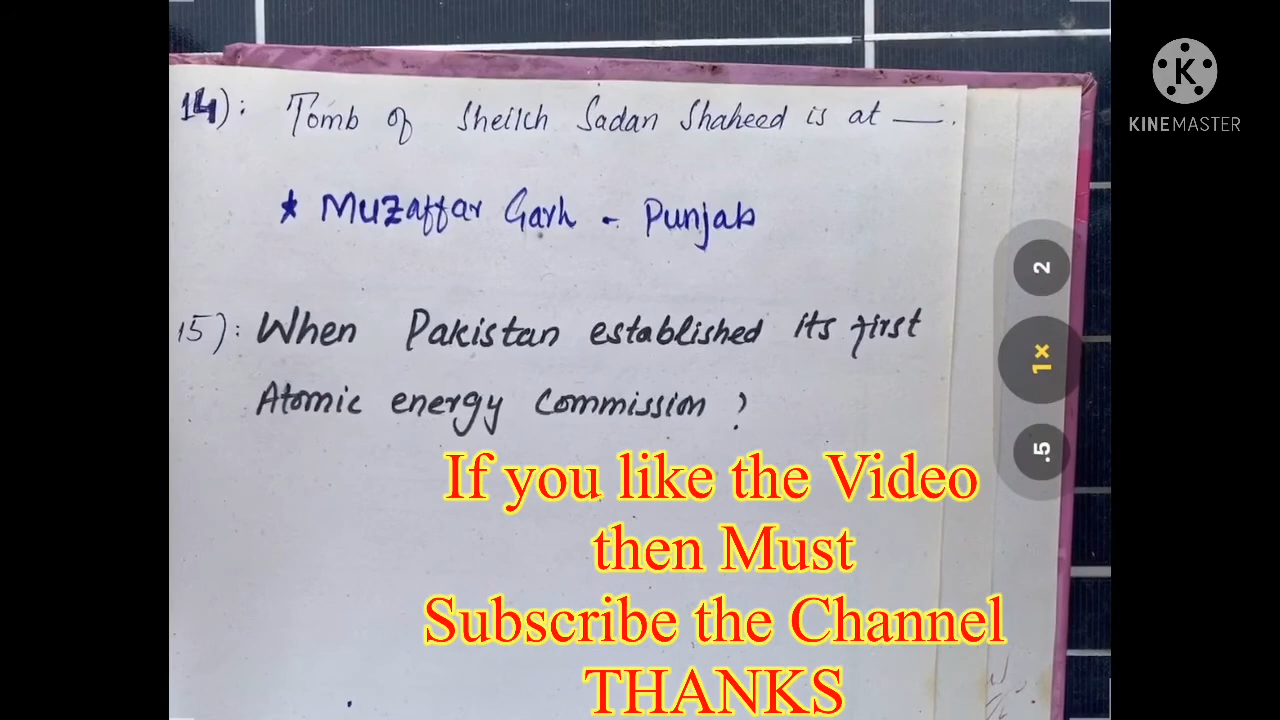 14): Tomb of Sheikh Sadan Shaheed is at __.
* Muzaffar Garh - Punjab
15): When Pakistan established its first
Atomic energy Commission ?
If you like the Video
then Must
Subscribe the Channel
THANKS
K
KINEMASTER
2
1×
.5